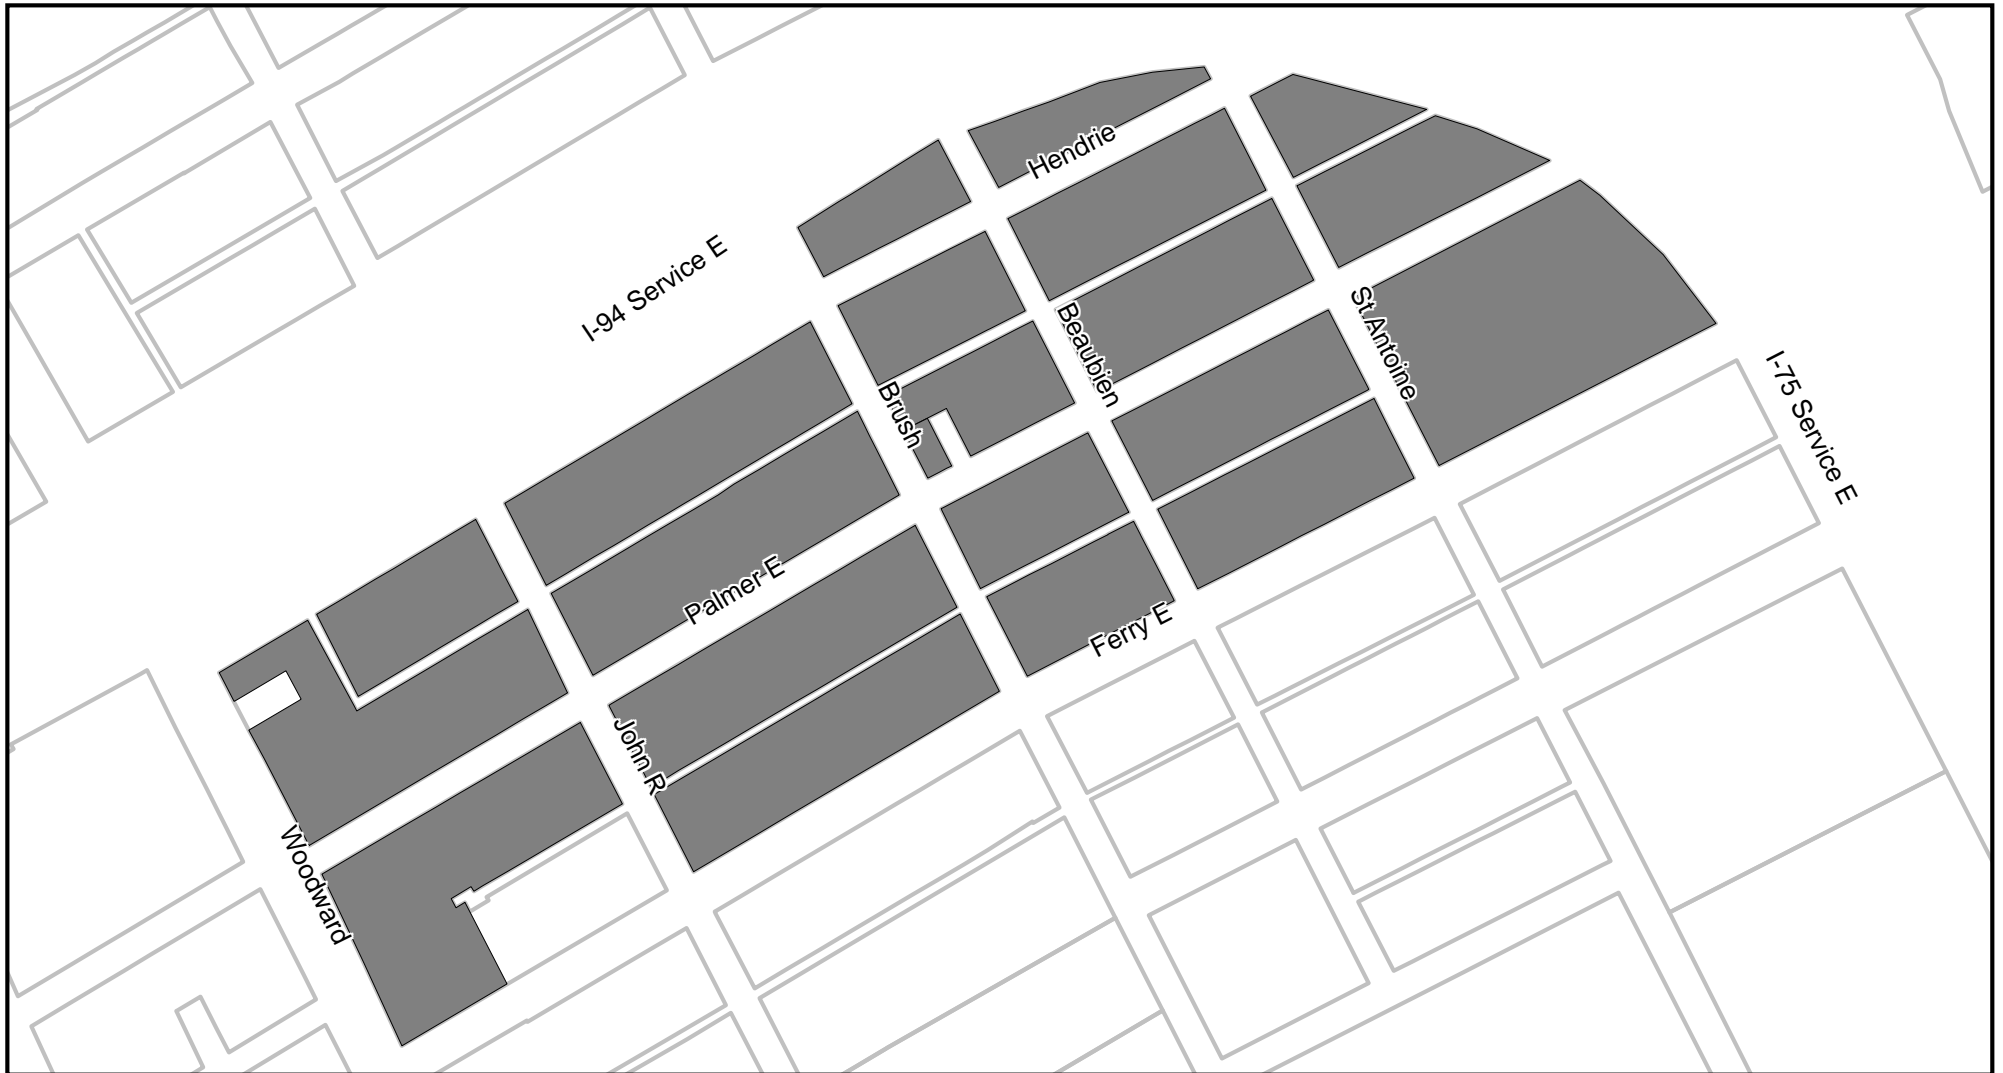 Hendrie
I-94 Service E
Beaubien
St Antoine
Brush
I-75 Service E
Palmer E
Ferry E
John R
Woodward